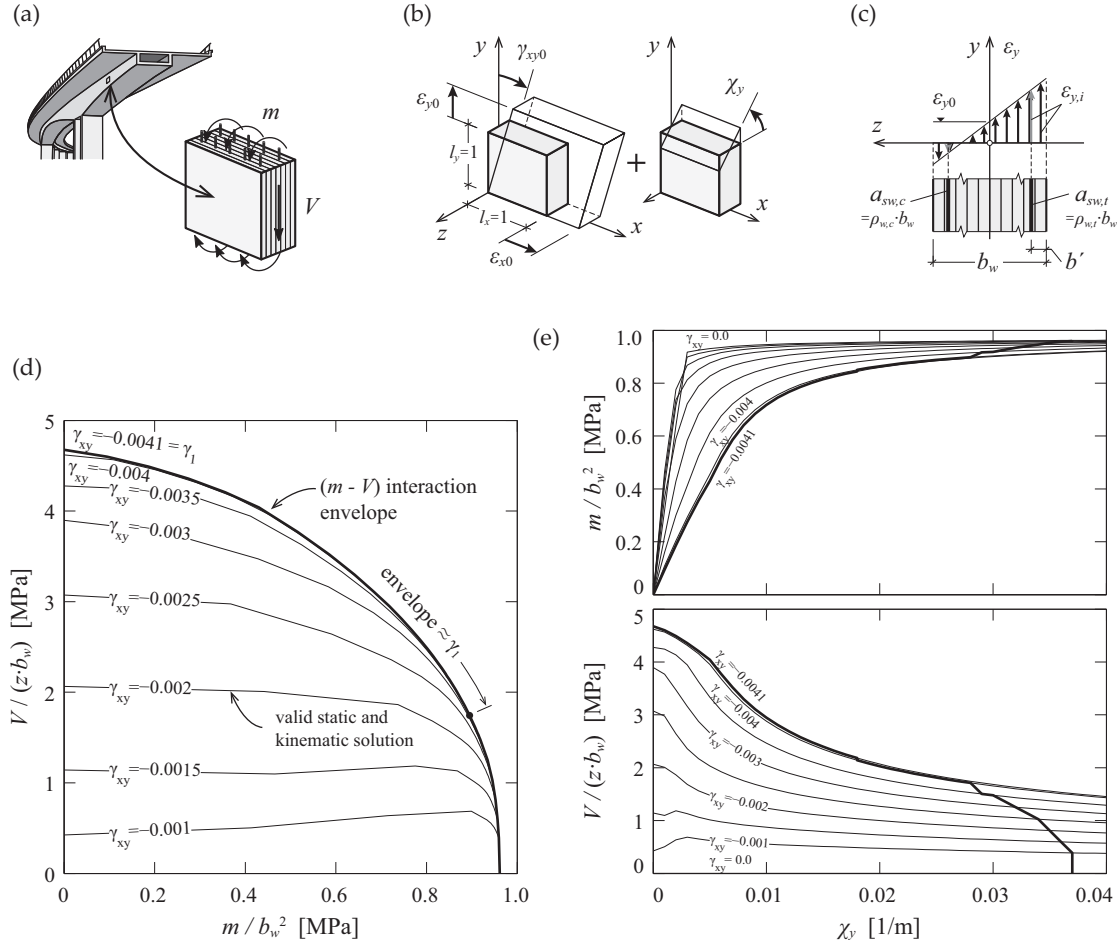 (a)
m
V
(b)
y
γxy0
εy0
ly=1
lx=1
z
εx0
x
+
y
χy
x
z
(c)
εy
εy0
εy,i
z
asw,c
=ρw,c·bw
asw,t
=ρw,t·bw
bw
b′
(d)
5
4
3
2
1
0
V / (z·bw) [MPa]
γxy=−0.0041 = γ1
γxy=−0.004
γxy=−0.0035
γxy=−0.003
γxy=−0.0025
γxy=−0.002
γxy=−0.0015
γxy=−0.001
(m - V) interaction
envelope
envelope ≈ γ1
valid static and
kinematic solution
0 0.2 0.4 0.6 0.8 1.0
m / bw² [MPa]
(e)
1.0
0.8
0.6
0.4
0.2
0
m / bw² [MPa]
γxy= 0.0
γxy=−0.004
γxy=−0.0041
5
4
3
2
1
0
V / (z·bw) [MPa]
γxy=−0.0041
γxy=−0.004
γxy=−0.003
γxy=−0.002
γxy=−0.001
γxy= 0.0
0 0.01 0.02 0.03 0.04
χy [1/m]